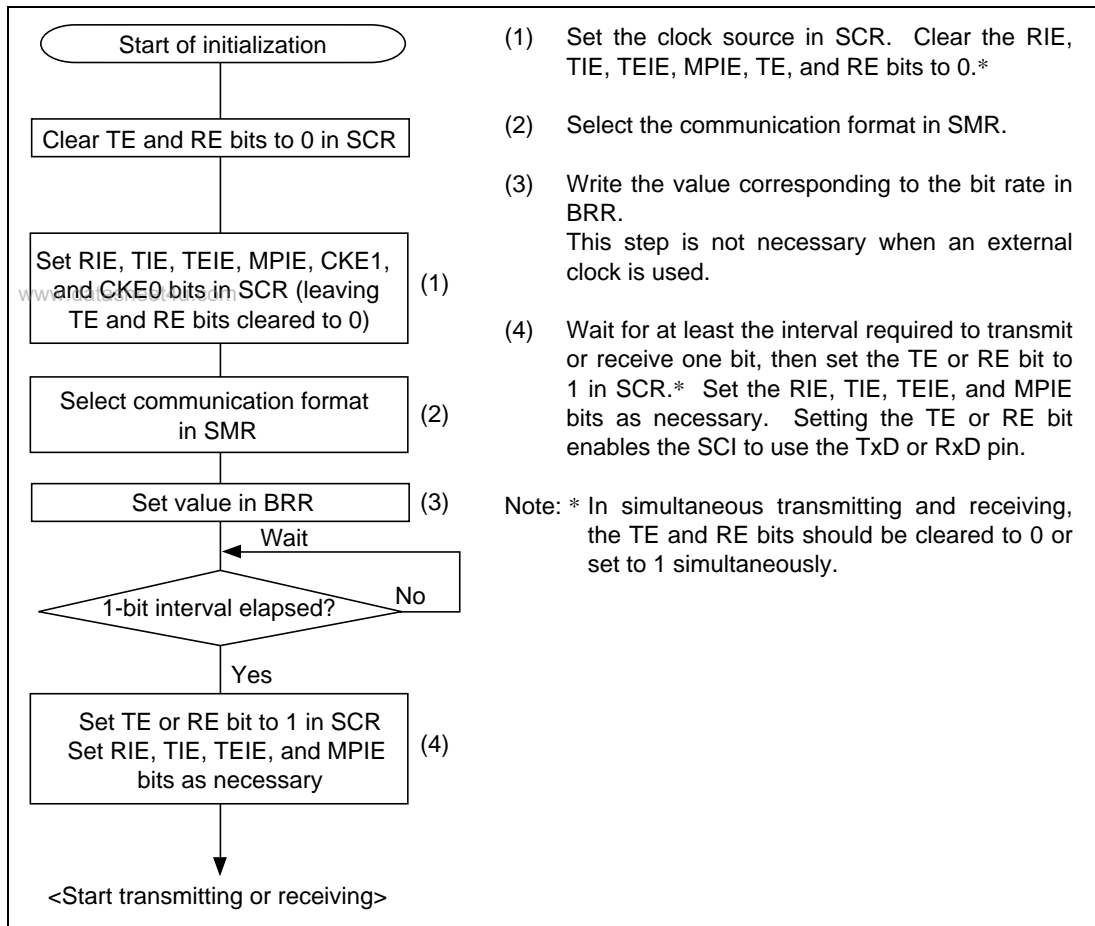 Start of initialization
Clear TE and RE bits to 0 in SCR
Set RIE, TIE, TEIE, MPIE, CKE1,
and CKE0 bits in SCR (leaving
TE and RE bits cleared to 0)
(1)
www.datasheet4u.com
Select communication format
in SMR
(2)
Set value in BRR
(3)
Wait
1-bit interval elapsed?
No
Yes
Set TE or RE bit to 1 in SCR
Set RIE, TIE, TEIE, and MPIE
bits as necessary
(4)
<Start transmitting or receiving>
(1) Set the clock source in SCR. Clear the RIE,
TIE, TEIE, MPIE, TE, and RE bits to 0.*
(2) Select the communication format in SMR.
(3) Write the value corresponding to the bit rate in
BRR.
This step is not necessary when an external
clock is used.
(4) Wait for at least the interval required to transmit
or receive one bit, then set the TE or RE bit to
1 in SCR.* Set the RIE, TIE, TEIE, and MPIE
bits as necessary. Setting the TE or RE bit
enables the SCI to use the TxD or RxD pin.
Note: * In simultaneous transmitting and receiving,
the TE and RE bits should be cleared to 0 or
set to 1 simultaneously.